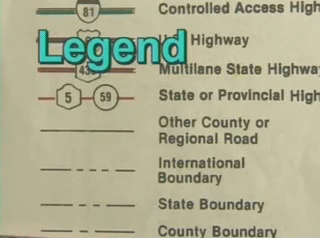 81 Controlled Access High
Legend
Highway
Multilane State Highway
5 59 State or Provincial High
Other County or
Regional Road
International
Boundary
State Boundary
County Boundary